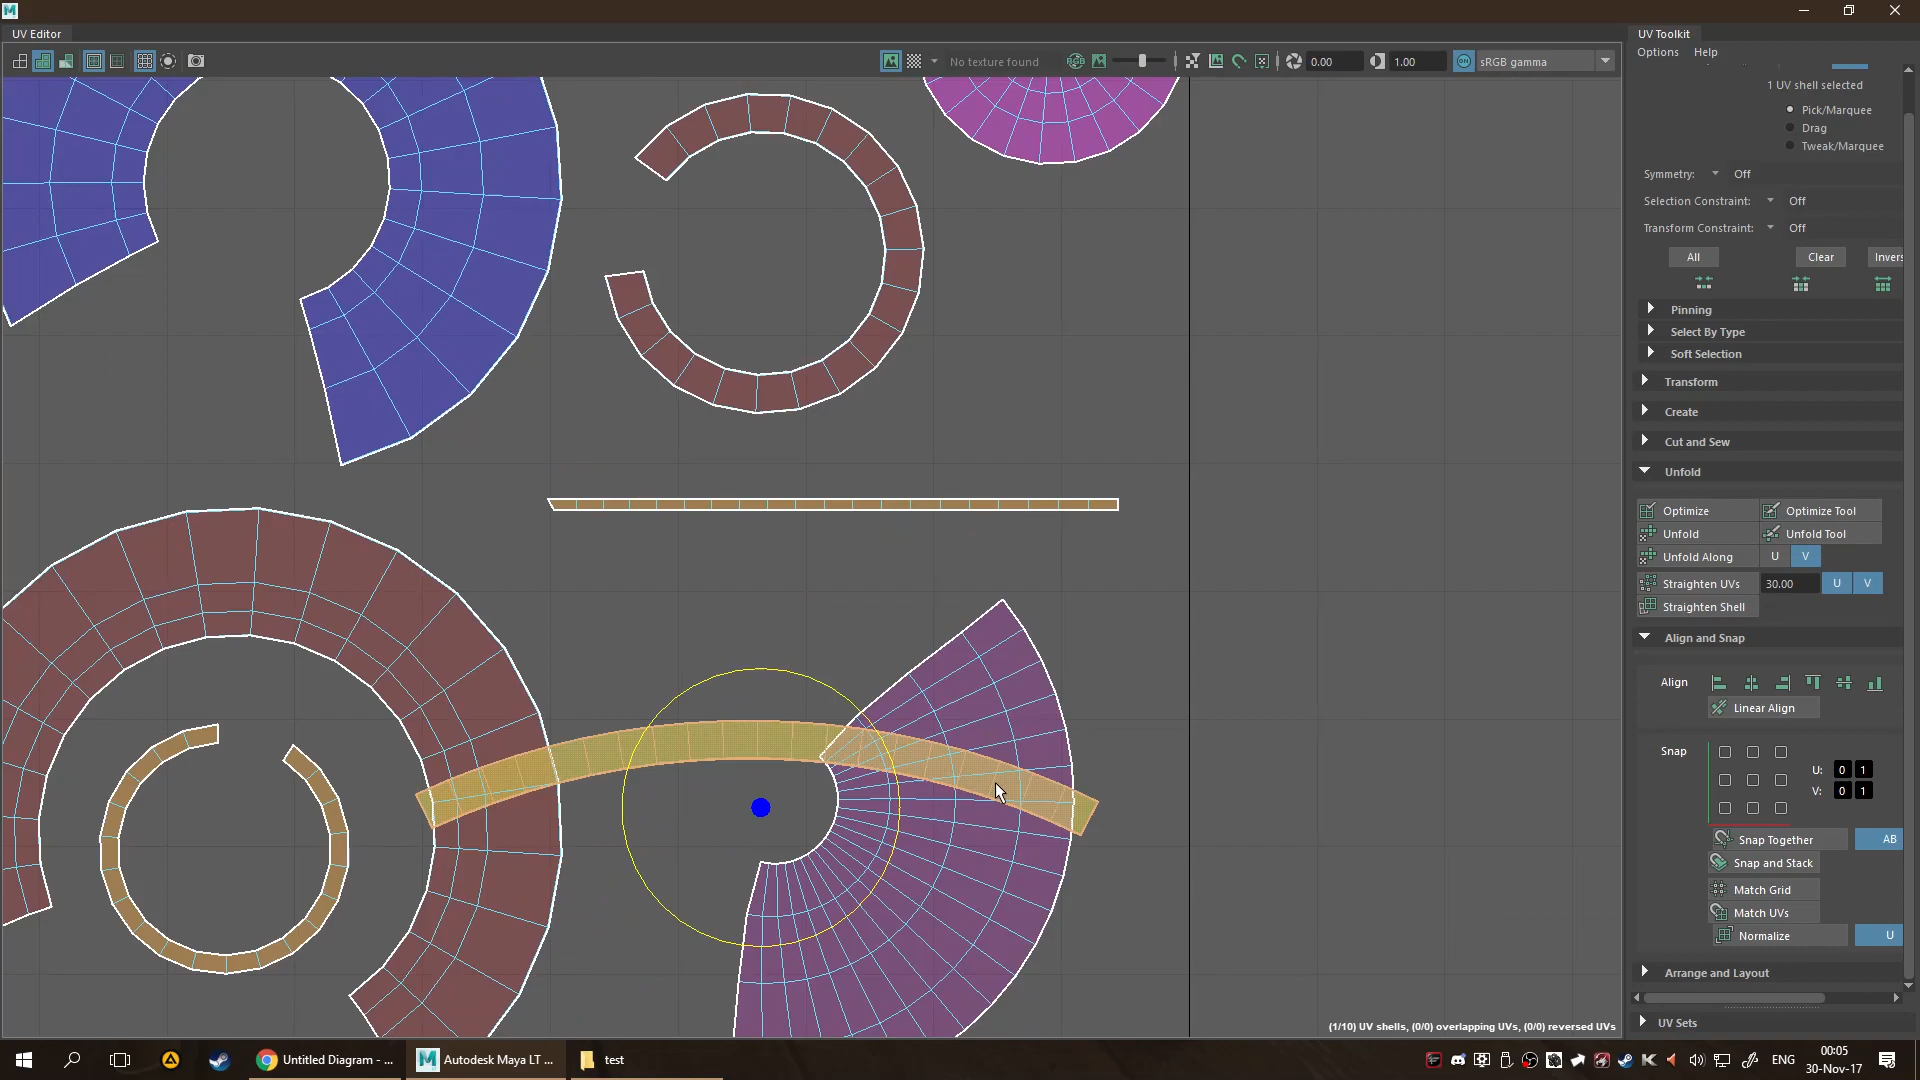 UV Editor
UV Toolkit
Options Help
No texture found
0.00
1.00
sRGB gamma
1 UV shell selected
Pick/Marquee
Drag
Tweak/Marquee
Symmetry: Off
Selection Constraint: Off
Transform Constraint: Off
All Clear Invers
Pinning
Select By Type
Soft Selection
Transform
Create
Cut and Sew
Unfold
Optimize Optimize Tool
Unfold Unfold Tool
Unfold Along U V
Straighten UVs 30.00 U V
Straighten Shell
Align and Snap
Align
Linear Align
Snap
U: 0 1
V: 0 1
Snap Together AB
Snap and Stack
Match Grid
Match UVs
Normalize U
Arrange and Layout
UV Sets
(1/10) UV shells, (0/0) overlapping UVs, (0/0) reversed UVs
Untitled Diagram - ...
Autodesk Maya LT ...
test
ENG
00:05
30-Nov-17